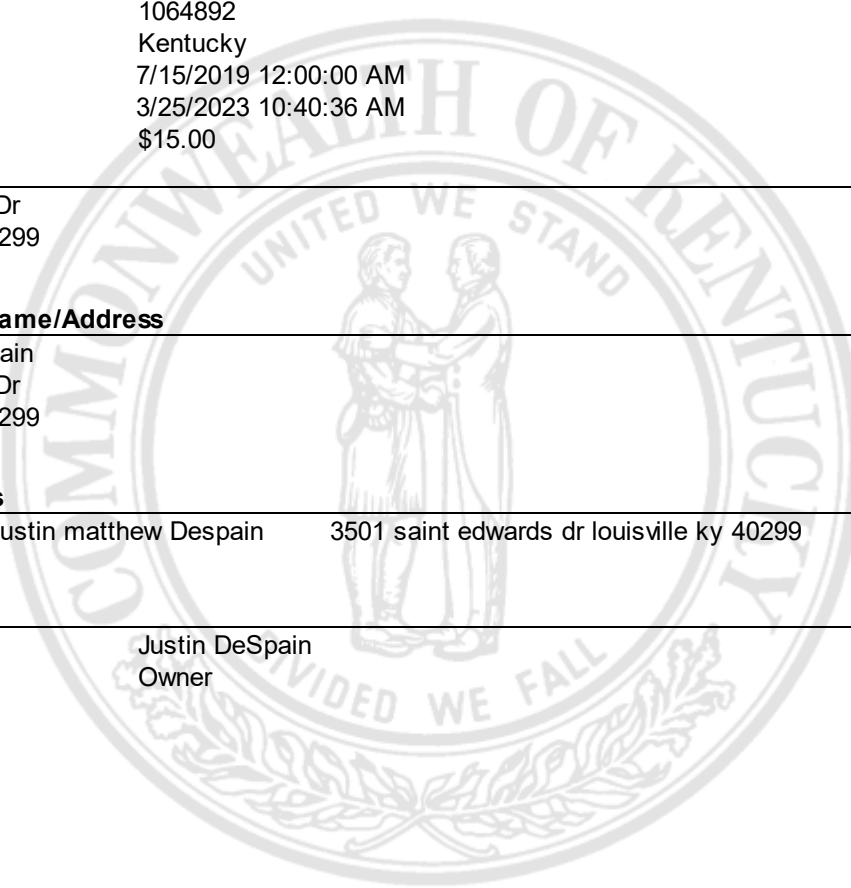 1064892
Kentucky
7/15/2019 12:00:00 AM
3/25/2023 10:40:36 AM
$15.00
Dr
299
ame/Address
ain
Dr
299
s
ustin matthew Despain 3501 saint edwards dr louisville ky 40299
Justin DeSpain
Owner
COMMONWEALTH OF KENTUCKY
UNITED WE STAND
DIVIDED WE FALL